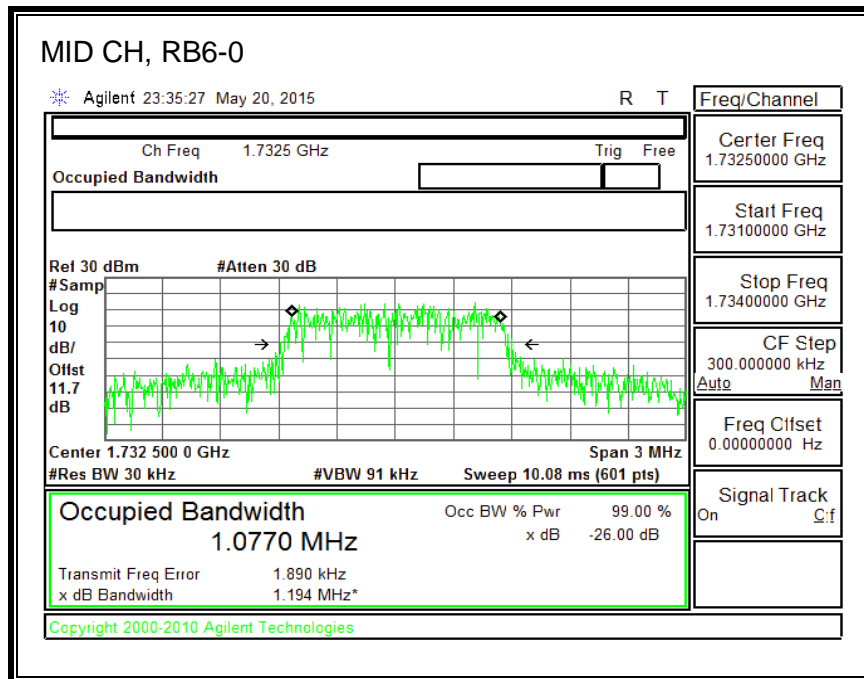 MID CH, RB6-0
Agilent 23:35:27 May 20, 2015 R T
Freq/Channel
Ch Freq 1.7325 GHz Trig Free
Occupied Bandwidth
Center Freq
1.73250000 GHz
Start Freq
1.73100000 GHz
Stop Freq
1.73400000 GHz
CF Step
300.000000 kHz
Auto Man
Freq Offset
0.00000000 Hz
Signal Track
On Off
Ref 30 dBm #Atten 30 dB
#Samp
Log
10
dB/
Offst
11.7
dB
Center 1.732 500 0 GHz Span 3 MHz
#Res BW 30 kHz #VBW 91 kHz Sweep 10.08 ms (601 pts)
Occupied Bandwidth Occ BW % Pwr 99.00 %
1.0770 MHz x dB -26.00 dB
Transmit Freq Error 1.890 kHz
x dB Bandwidth 1.194 MHz*
Copyright 2000-2010 Agilent Technologies